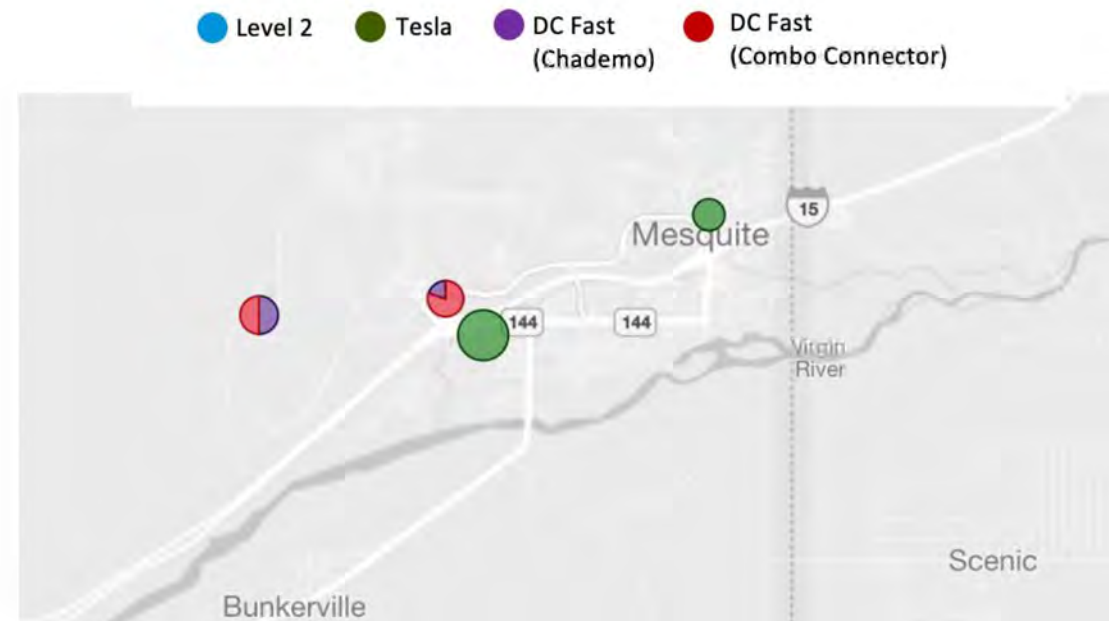 Level 2
Tesla
DC Fast
(Chademo)
DC Fast
(Combo Connector)
15
Mesquite
144
144
Virgin
River
Scenic
Bunkerville